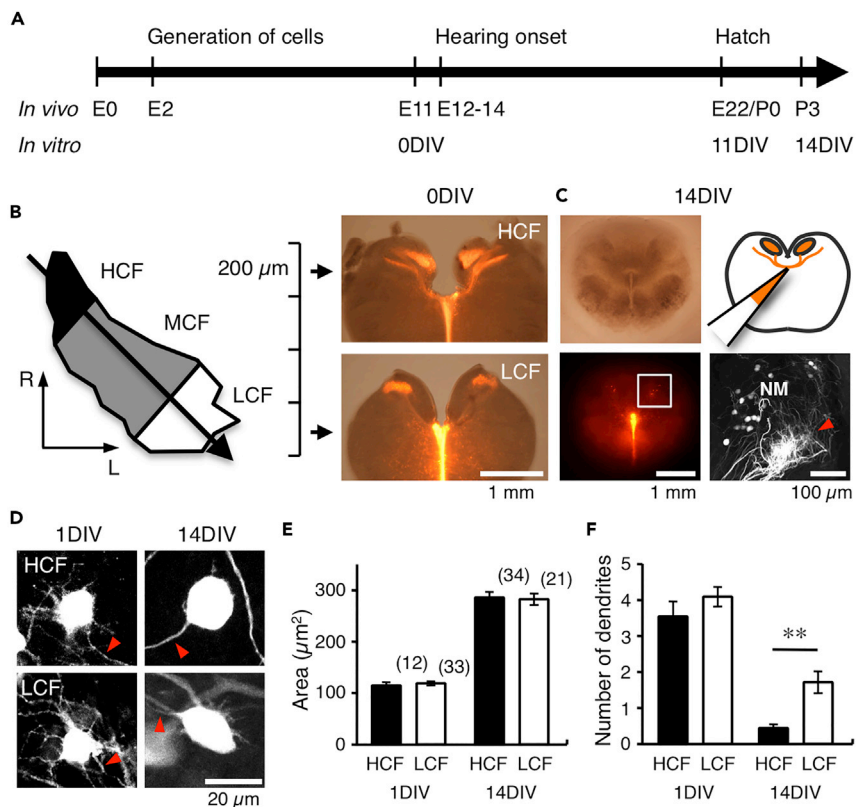 A
Generation of cells Hearing onset Hatch
In vivo E0 E2 E11 E12-14 E22/P0 P3
In vitro 0DIV 11DIV 14DIV
B
0DIV
HCF
MCF
LCF
R
L
200 µm
HCF
LCF
1 mm
C
14DIV
NM
1 mm
100 µm
D
1DIV 14DIV
HCF
LCF
20 µm
E
Area (µm²)
300
200
100
0
(12) (33) (34) (21)
HCF LCF HCF LCF
1DIV 14DIV
F
Number of dendrites
5
4
3
2
1
0
**
HCF LCF HCF LCF
1DIV 14DIV